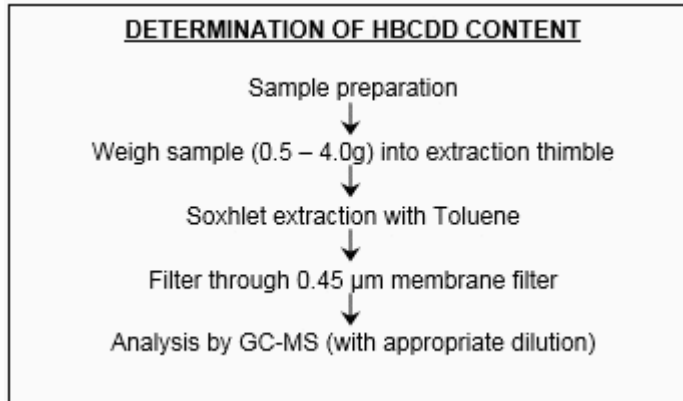 DETERMINATION OF HBCDD CONTENT
Sample preparation
Weigh sample (0.5 – 4.0g) into extraction thimble
Soxhlet extraction with Toluene
Filter through 0.45 µm membrane filter
Analysis by GC-MS (with appropriate dilution)